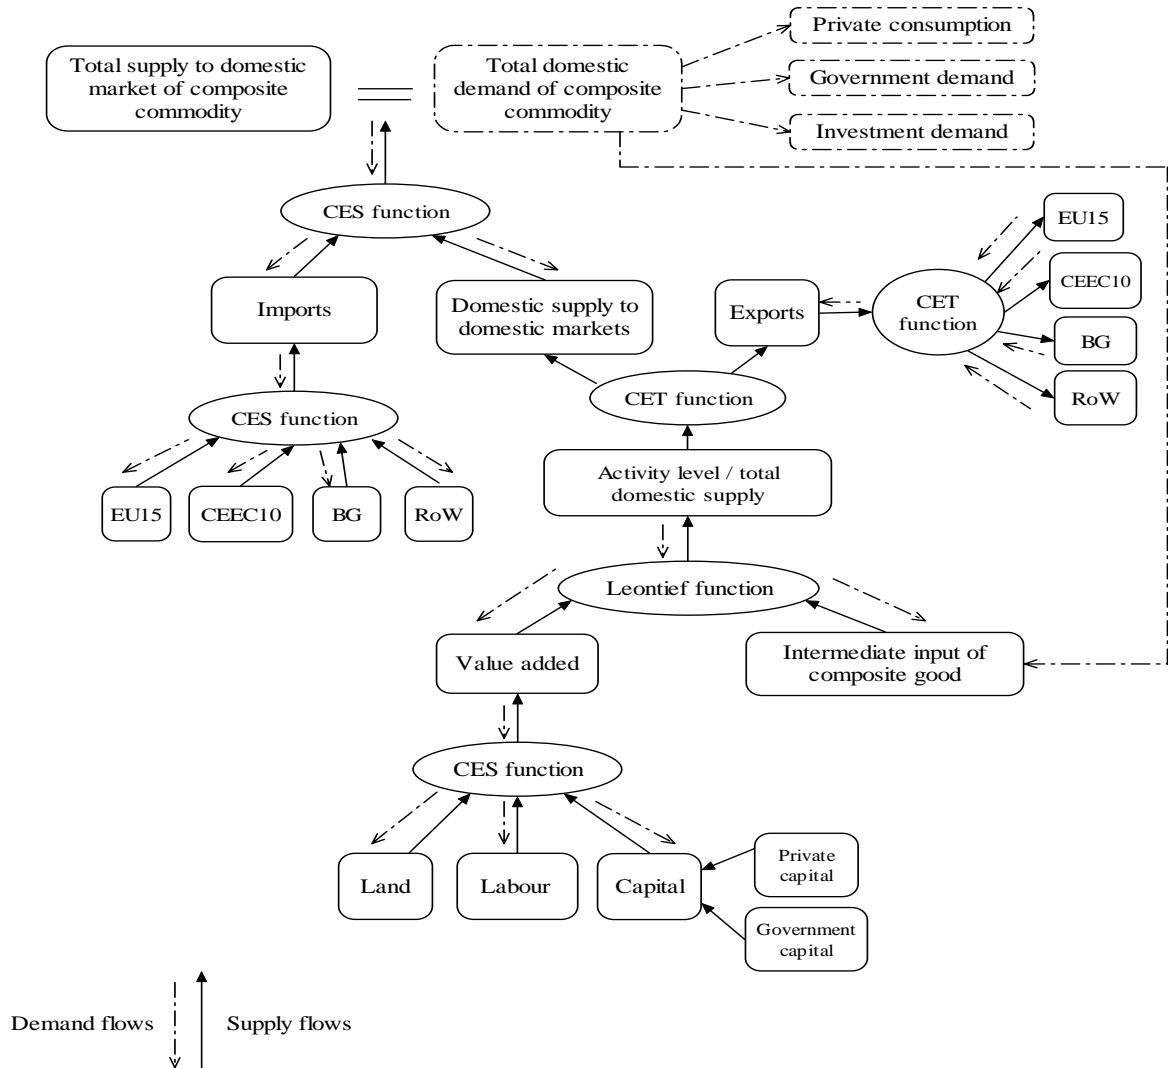 Private consumption
Total supply to domestic
market of composite
commodity
Total domestic
demand of composite
commodity
Government demand
Investment demand
CES function
EU15
CEEC10
BG
RoW
CET
function
Imports
Domestic supply to
domestic markets
Exports
CES function
CET function
Activity level / total
domestic supply
EU15
CEEC10
BG
RoW
Leontief function
Value added
Intermediate input of
composite good
CES function
Land
Labour
Capital
Private
capital
Government
capital
Demand flows
Supply flows